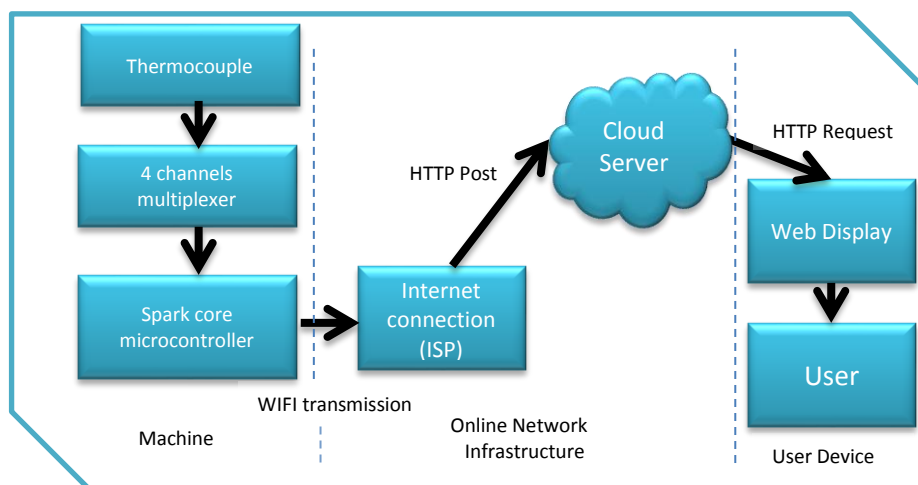 Thermocouple
4 channels
multiplexer
Spark core
microcontroller
WIFI transmission
Machine
Internet
connection
(ISP)
HTTP Post
Cloud
Server
Online Network
Infrastructure
HTTP Request
Web Display
User
User Device